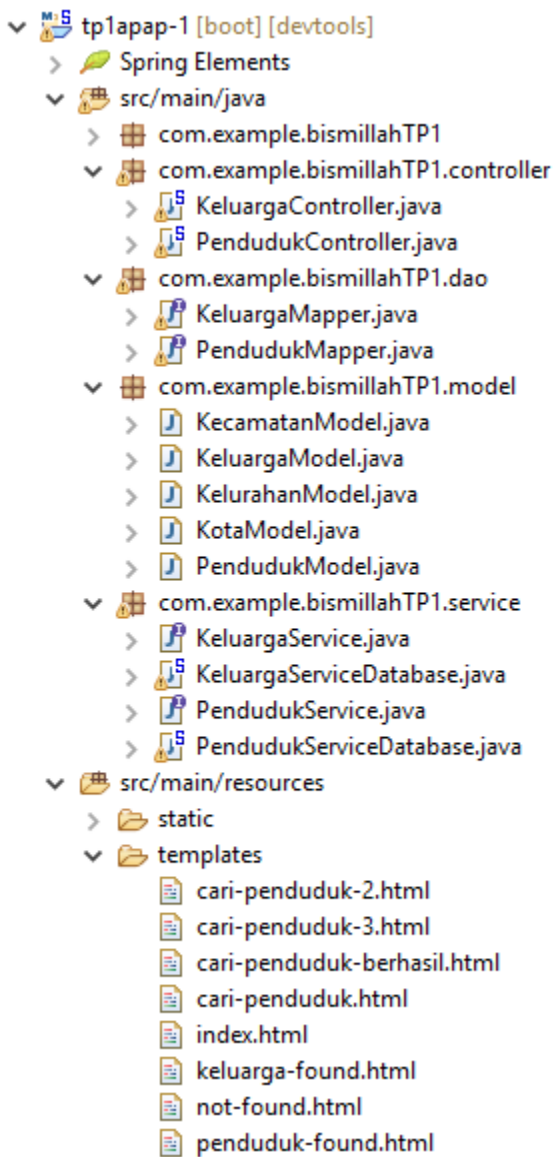 tp1apap-1 [boot] [devtools]
Spring Elements
src/main/java
com.example.bismillahTP1
com.example.bismillahTP1.controller
KeluargaController.java
PendudukController.java
com.example.bismillahTP1.dao
KeluargaMapper.java
PendudukMapper.java
com.example.bismillahTP1.model
KecamatanModel.java
KeluargaModel.java
KelurahanModel.java
KotaModel.java
PendudukModel.java
com.example.bismillahTP1.service
KeluargaService.java
KeluargaServiceDatabase.java
PendudukService.java
PendudukServiceDatabase.java
src/main/resources
static
templates
cari-penduduk-2.html
cari-penduduk-3.html
cari-penduduk-berhasil.html
cari-penduduk.html
index.html
keluarga-found.html
not-found.html
penduduk-found.html